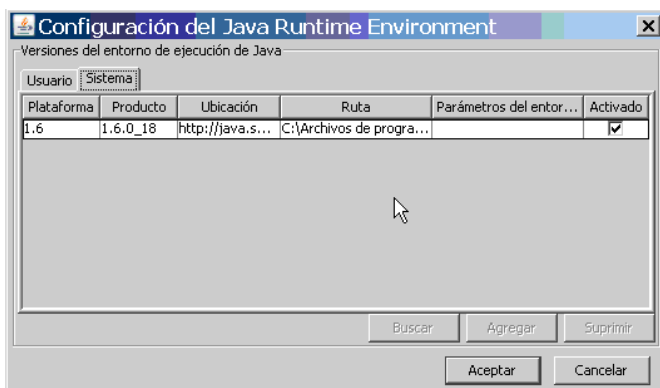 Configuración del Java Runtime Environment
Versiones del entorno de ejecución de Java
Usuario Sistema
Plataforma Producto Ubicación Ruta Parámetros del entor... Activado
1.6 1.6.0_18 http://java.s... C:\Archivos de progra...
Buscar Agregar Suprimir
Aceptar Cancelar